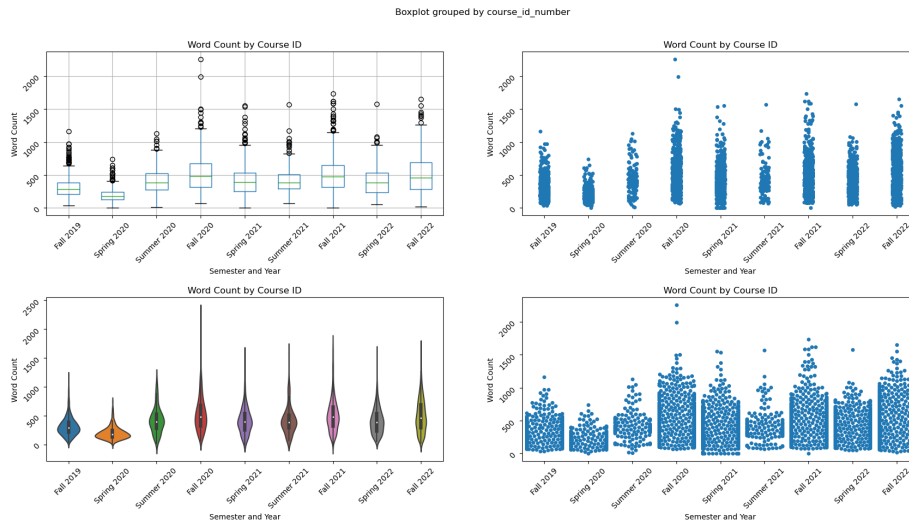 Boxplot grouped by course_id_number
Word Count by Course ID
Word Count
2000
1500
1000
500
0
Fall 2019
Spring 2020
Summer 2020
Fall 2020
Spring 2021
Summer 2021
Fall 2021
Spring 2022
Fall 2022
Semester and Year
Word Count by Course ID
Word Count
2000
1500
1000
500
0
Fall 2019
Spring 2020
Summer 2020
Fall 2020
Spring 2021
Summer 2021
Fall 2021
Spring 2022
Fall 2022
Semester and Year
Word Count by Course ID
Word Count
2500
2000
1500
1000
500
0
Fall 2019
Spring 2020
Summer 2020
Fall 2020
Spring 2021
Summer 2021
Fall 2021
Spring 2022
Fall 2022
Semester and Year
Word Count by Course ID
Word Count
2000
1500
1000
500
0
Fall 2019
Spring 2020
Summer 2020
Fall 2020
Spring 2021
Summer 2021
Fall 2021
Spring 2022
Fall 2022
Semester and Year